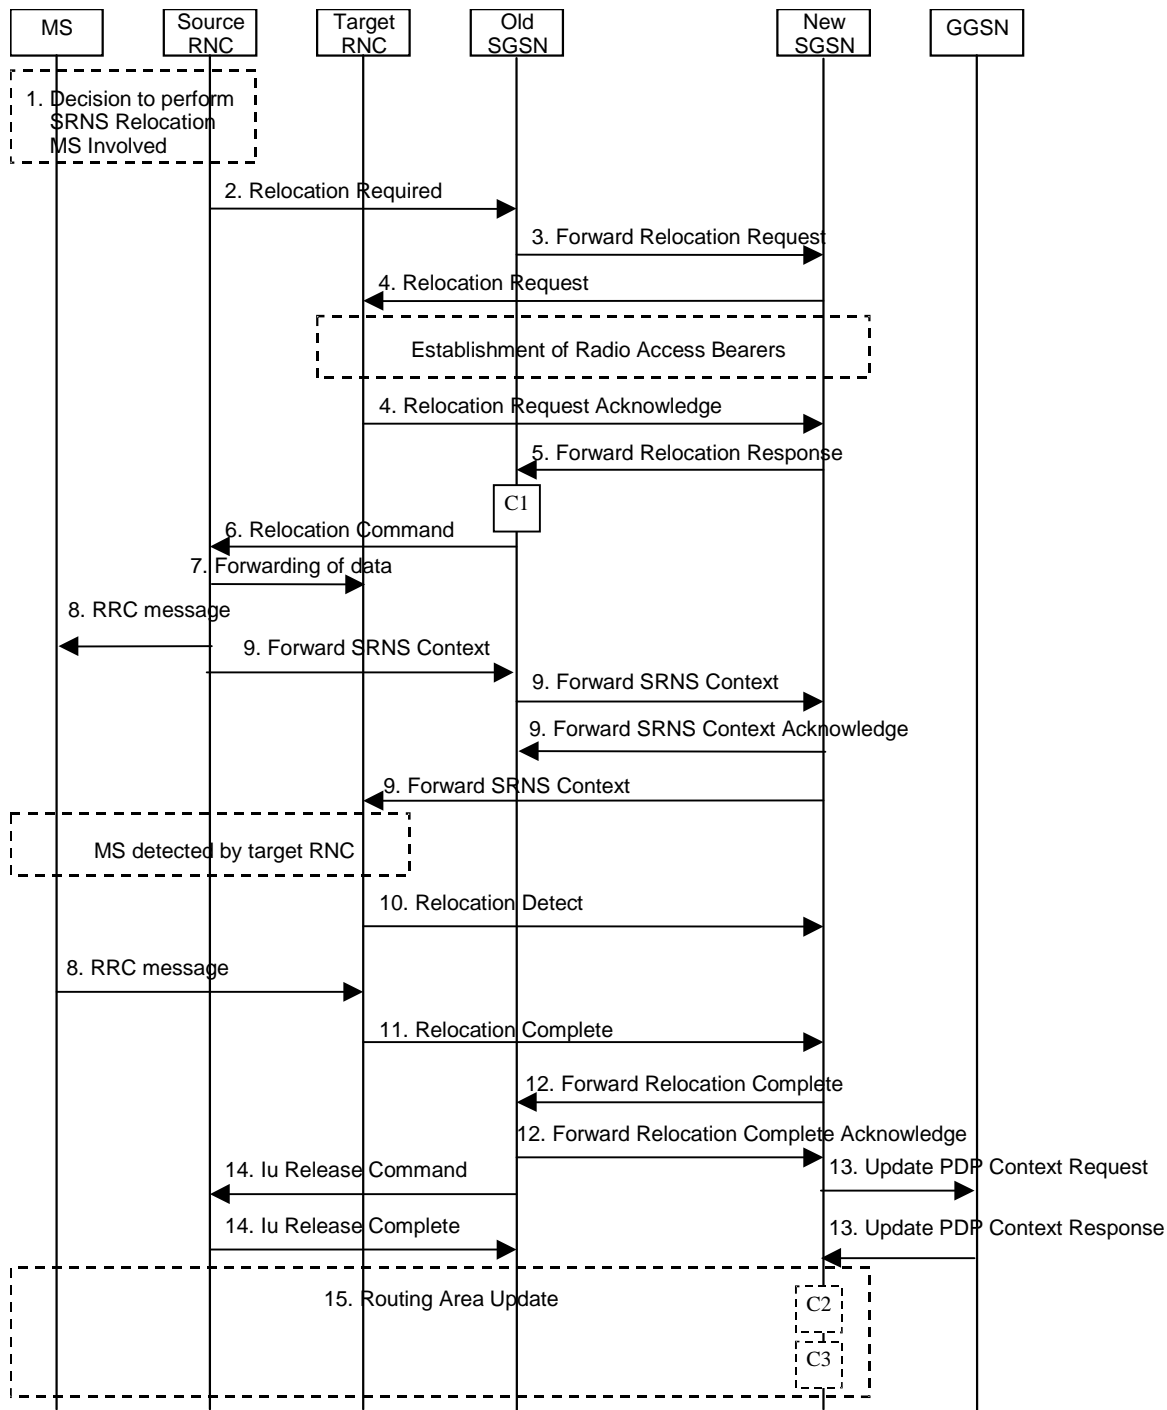 MS
Source
RNC
Target
RNC
Old
SGSN
New
SGSN
GGSN
1. Decision to perform
SRNS Relocation
MS Involved
2. Relocation Required
3. Forward Relocation Request
4. Relocation Request
Establishment of Radio Access Bearers
4. Relocation Request Acknowledge
5. Forward Relocation Response
C1
6. Relocation Command
7. Forwarding of data
8. RRC message
9. Forward SRNS Context
9. Forward SRNS Context
9. Forward SRNS Context Acknowledge
9. Forward SRNS Context
MS detected by target RNC
10. Relocation Detect
8. RRC message
11. Relocation Complete
12. Forward Relocation Complete
12. Forward Relocation Complete Acknowledge
13. Update PDP Context Request
14. Iu Release Command
14. Iu Release Complete
13. Update PDP Context Response
15. Routing Area Update
C2
C3